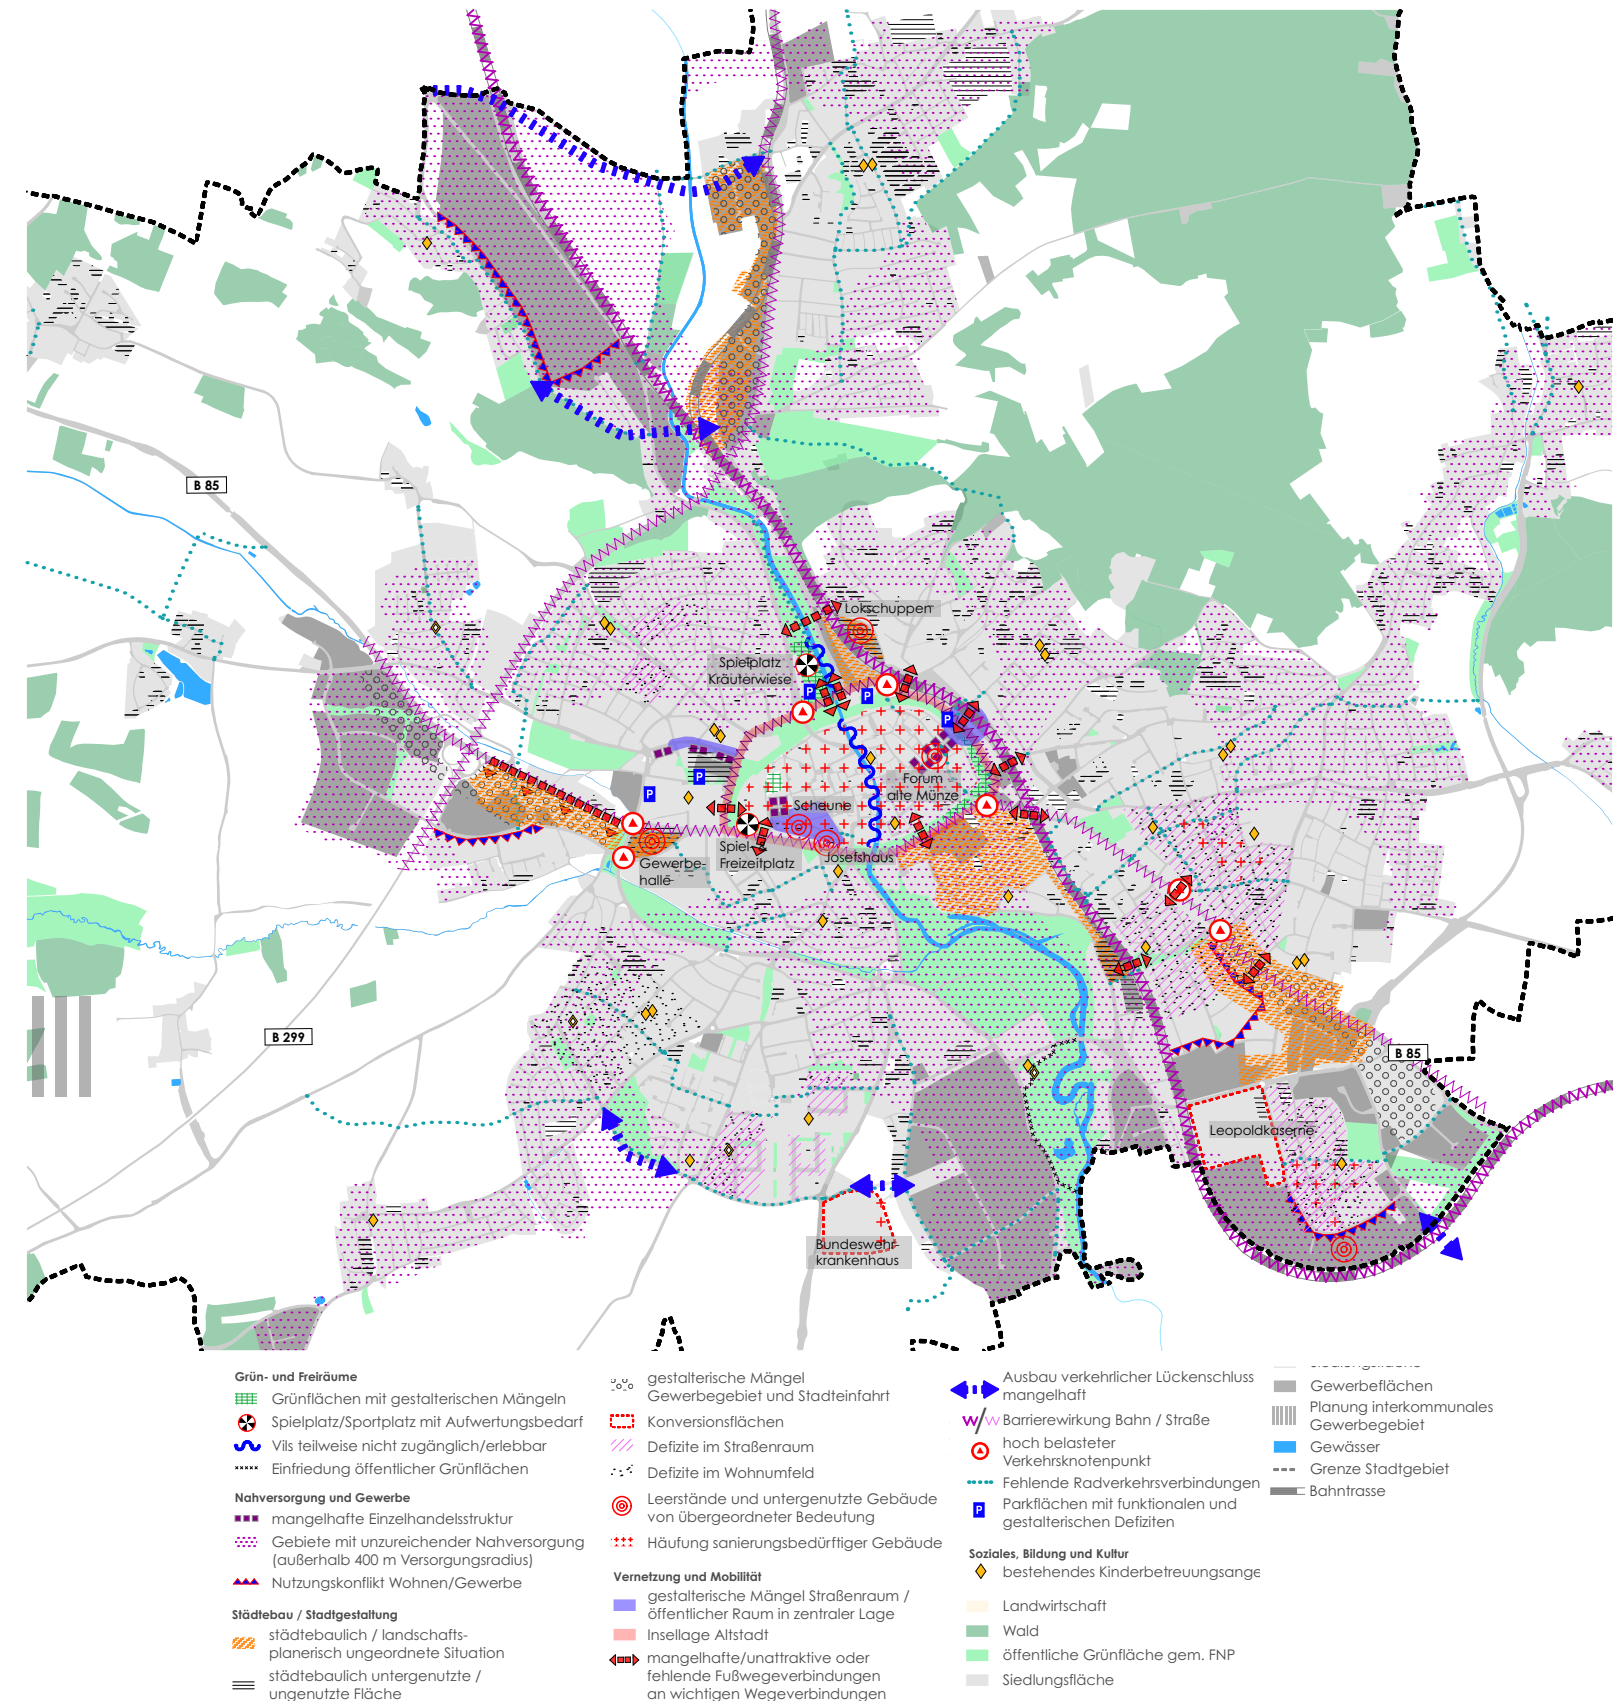 B 85
Lokschuppen
Spielplatz
Kräuterwiese
P
P
P
P
P
Forum
alte Münze
Scheune
Spiel-
Freizeitplatz
Josefshaus
Gewerbe-
halle
B 299
B 85
Leopoldkaserne
Bundeswehr-
krankenhaus
Grün- und Freiräume
Grünflächen mit gestalterischen Mängeln
Spielplatz/Sportplatz mit Aufwertungsbedarf
Vils teilweise nicht zugänglich/erlebbar
Einfriedung öffentlicher Grünflächen
Nahversorgung und Gewerbe
mangelhafte Einzelhandelsstruktur
Gebiete mit unzureichender Nahversorgung
(außerhalb 400 m Versorgungsradius)
Nutzungskonflikt Wohnen/Gewerbe
Städtebau / Stadtgestaltung
städtebaulich / landschafts-
planerisch ungeordnete Situation
städtebaulich untergenutzte /
ungenutzte Fläche
gestalterische Mängel
Gewerbegebiet und Stadteinfahrt
Konversionsflächen
Defizite im Straßenraum
Defizite im Wohnumfeld
Leerstände und untergenutzte Gebäude
von übergeordneter Bedeutung
Häufung sanierungsbedürftiger Gebäude
Vernetzung und Mobilität
gestalterische Mängel Straßenraum /
öffentlicher Raum in zentraler Lage
Insellage Altstadt
mangelhafte/unattraktive oder
fehlende Fußwegeverbindungen
an wichtigen Wegeverbindungen
Ausbau verkehrlicher Lückenschluss
mangelhaft
Barrierewirkung Bahn / Straße
hoch belasteter
Verkehrsknotenpunkt
Fehlende Radverkehrsverbindungen
P
Parkflächen mit funktionalen und
gestalterischen Defiziten
Soziales, Bildung und Kultur
bestehendes Kinderbetreuungsange
Landwirtschaft
Wald
öffentliche Grünfläche gem. FNP
Siedlungsfläche
Gewerbeflächen
Planung interkommunales
Gewerbegebiet
Gewässer
Grenze Stadtgebiet
Bahntrasse